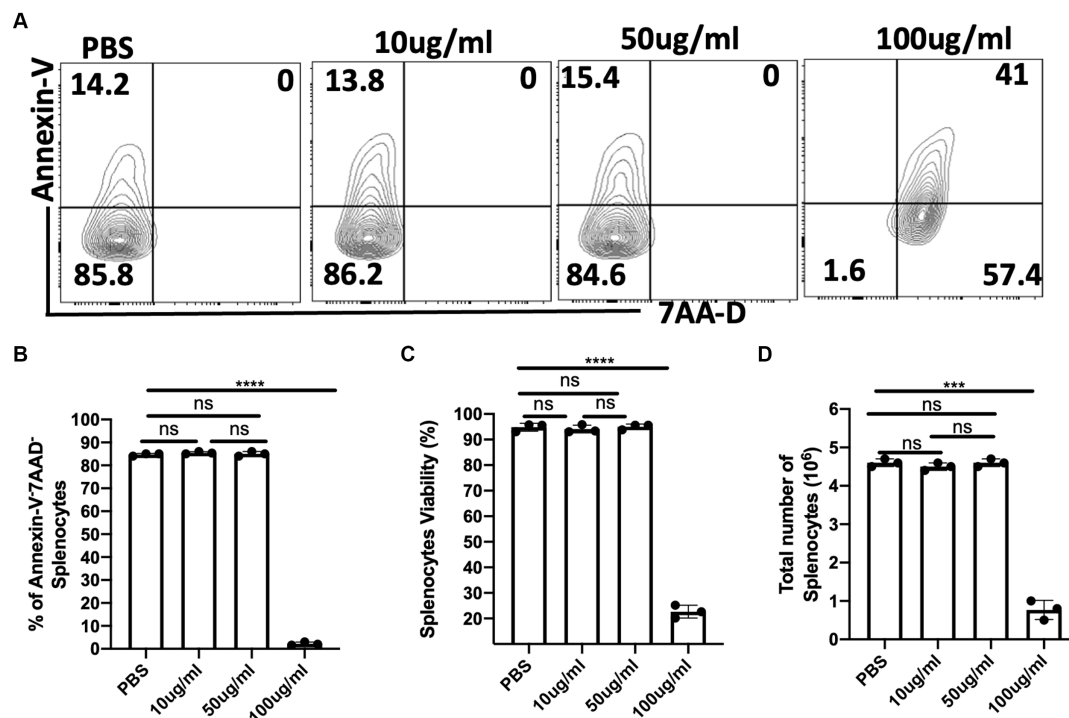 A
PBS
10ug/ml
50ug/ml
100ug/ml
Annexin-V
14.2
0
13.8
0
15.4
0
41
85.8
86.2
84.6
1.6
57.4
7AA-D
B
****
ns
ns
ns
% of Annexin-V-7AAD-
Splenocytes
100
90
80
70
60
50
40
30
20
10
0
PBS
10ug/ml
50ug/ml
100ug/ml
C
****
ns
ns
ns
Splenocytes Viability (%)
100
90
80
70
60
50
40
30
20
PBS
10ug/ml
50ug/ml
100ug/ml
D
***
ns
ns
ns
Total number of
Splenocytes (10⁶)
6
5
4
3
2
1
0
PBS
10ug/ml
50ug/ml
100ug/ml